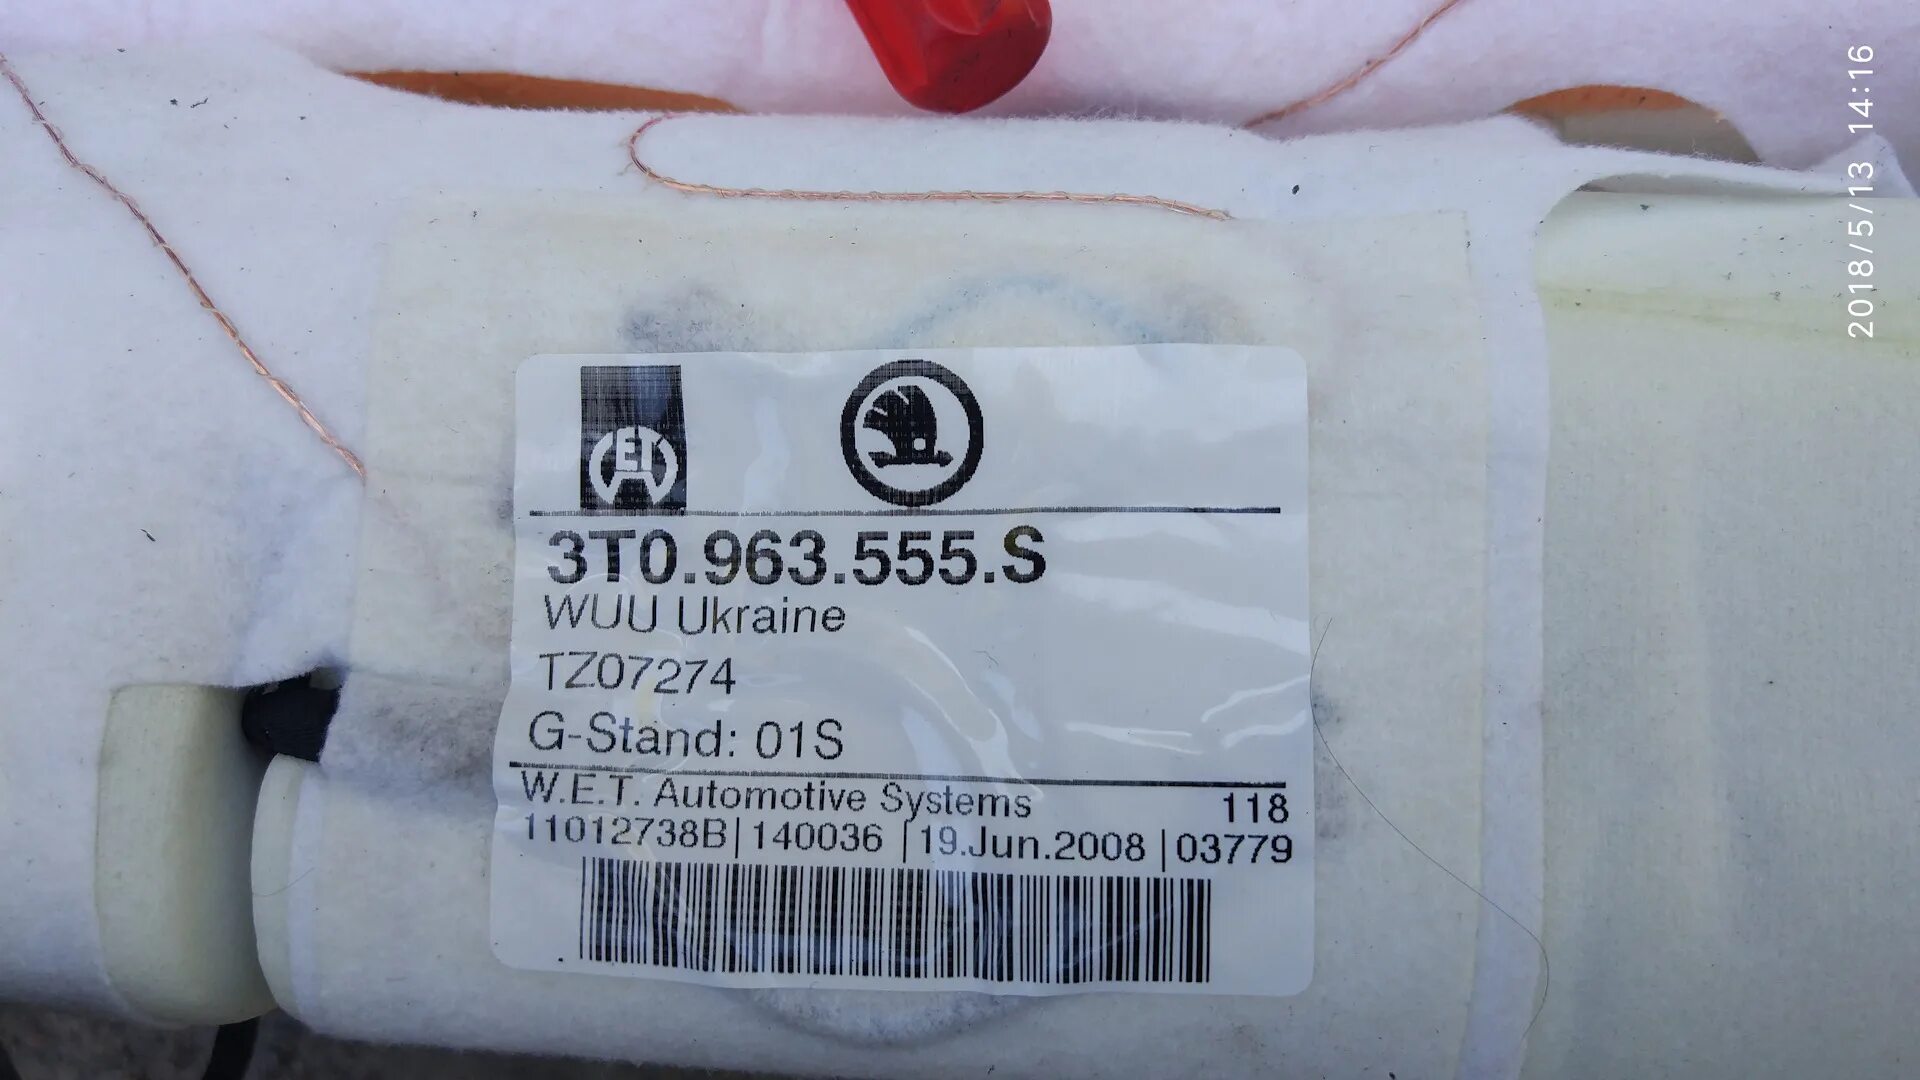 WET
3T0.963.555.S
WUU Ukraine
TZ07274
G-Stand: 01S
W.E.T. Automotive Systems 118
11012738B|140036 |19.Jun.2008 |03779
2018/5/13 14:16